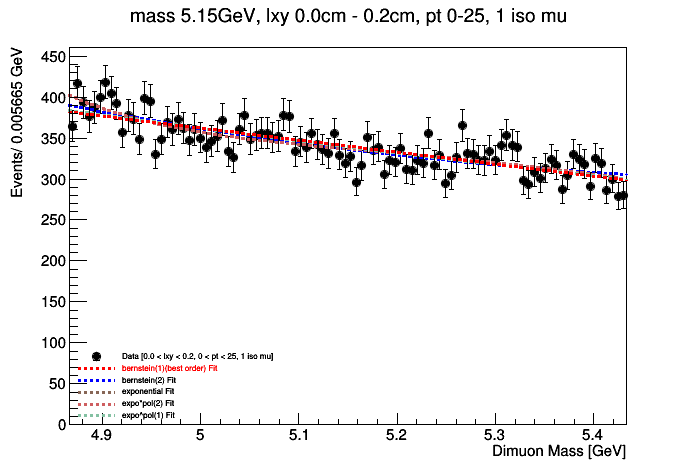 mass 5.15GeV, lxy 0.0cm - 0.2cm, pt 0-25, 1 iso mu
Events/ 0.005665 GeV
450
400
350
300
250
200
150
100
50
0
Data [0.0 < lxy < 0.2, 0 < pt < 25, 1 iso mu]
bernstein(1)(best order) Fit
bernstein(2) Fit
exponential Fit
expo*pol(2) Fit
expo^pol(1) Fit
4.9 5 5.1 5.2 5.3 5.4
Dimuon Mass [GeV]